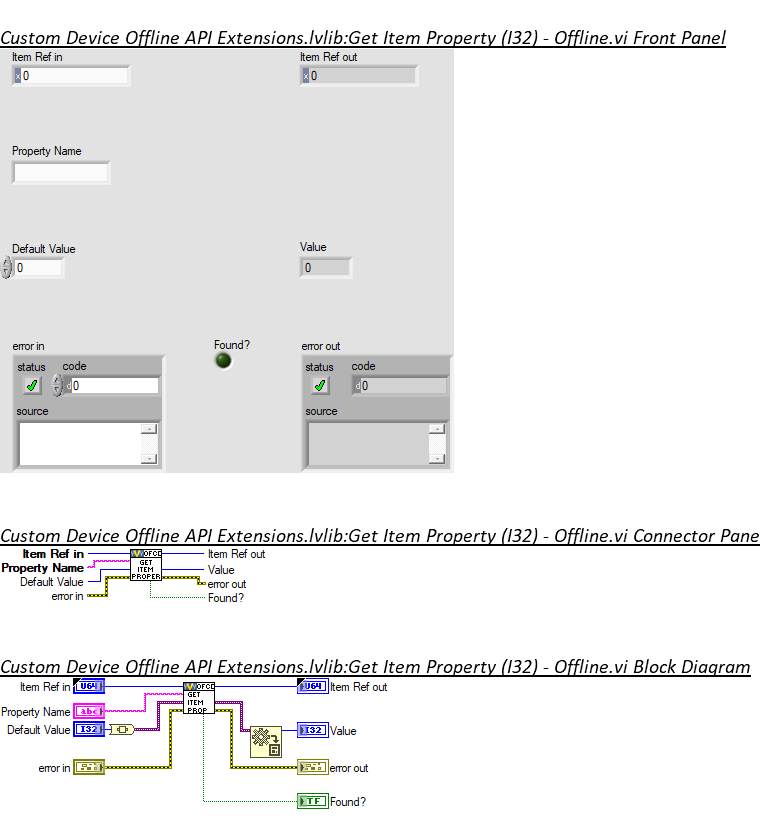 Custom Device Offline API Extensions.lvlib:Get Item Property (I32) - Offline.vi Front Panel
Item Ref in Item Ref out
x 0 x 0
Property Name
Default Value Value
0 0
error in Found? error out
status code status code
d 0 d 0
source source
Custom Device Offline API Extensions.lvlib:Get Item Property (I32) - Offline.vi Connector Pane
Item Ref in OFCD Item Ref out
Property Name GET Value
Default Value ITEM error out
error in PROPER Found?
Custom Device Offline API Extensions.lvlib:Get Item Property (I32) - Offline.vi Block Diagram
Item Ref in U64 OFCD U64 Item Ref out
GET
Property Name abc ITEM
PROP
Default Value I32 I32 Value
error in error out
TF Found?